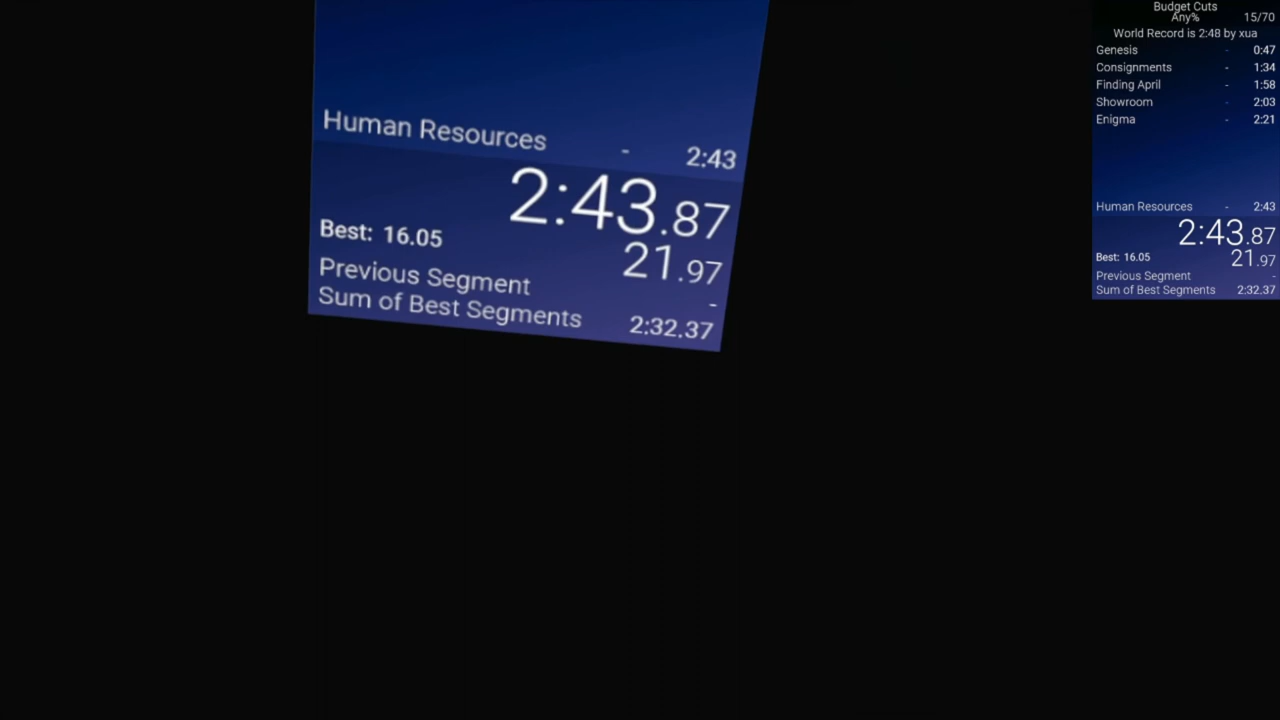 Human Resources - 2:43
2:43.87
Best: 16.05 21.97
Previous Segment -
Sum of Best Segments 2:32.37
Budget Cuts
Any% 15/70
World Record is 2:48 by xua
Genesis - 0:47
Consignments - 1:34
Finding April - 1:58
Showroom - 2:03
Enigma - 2:21
Human Resources - 2:43
2:43.87
Best: 16.05 21.97
Previous Segment -
Sum of Best Segments 2:32.37